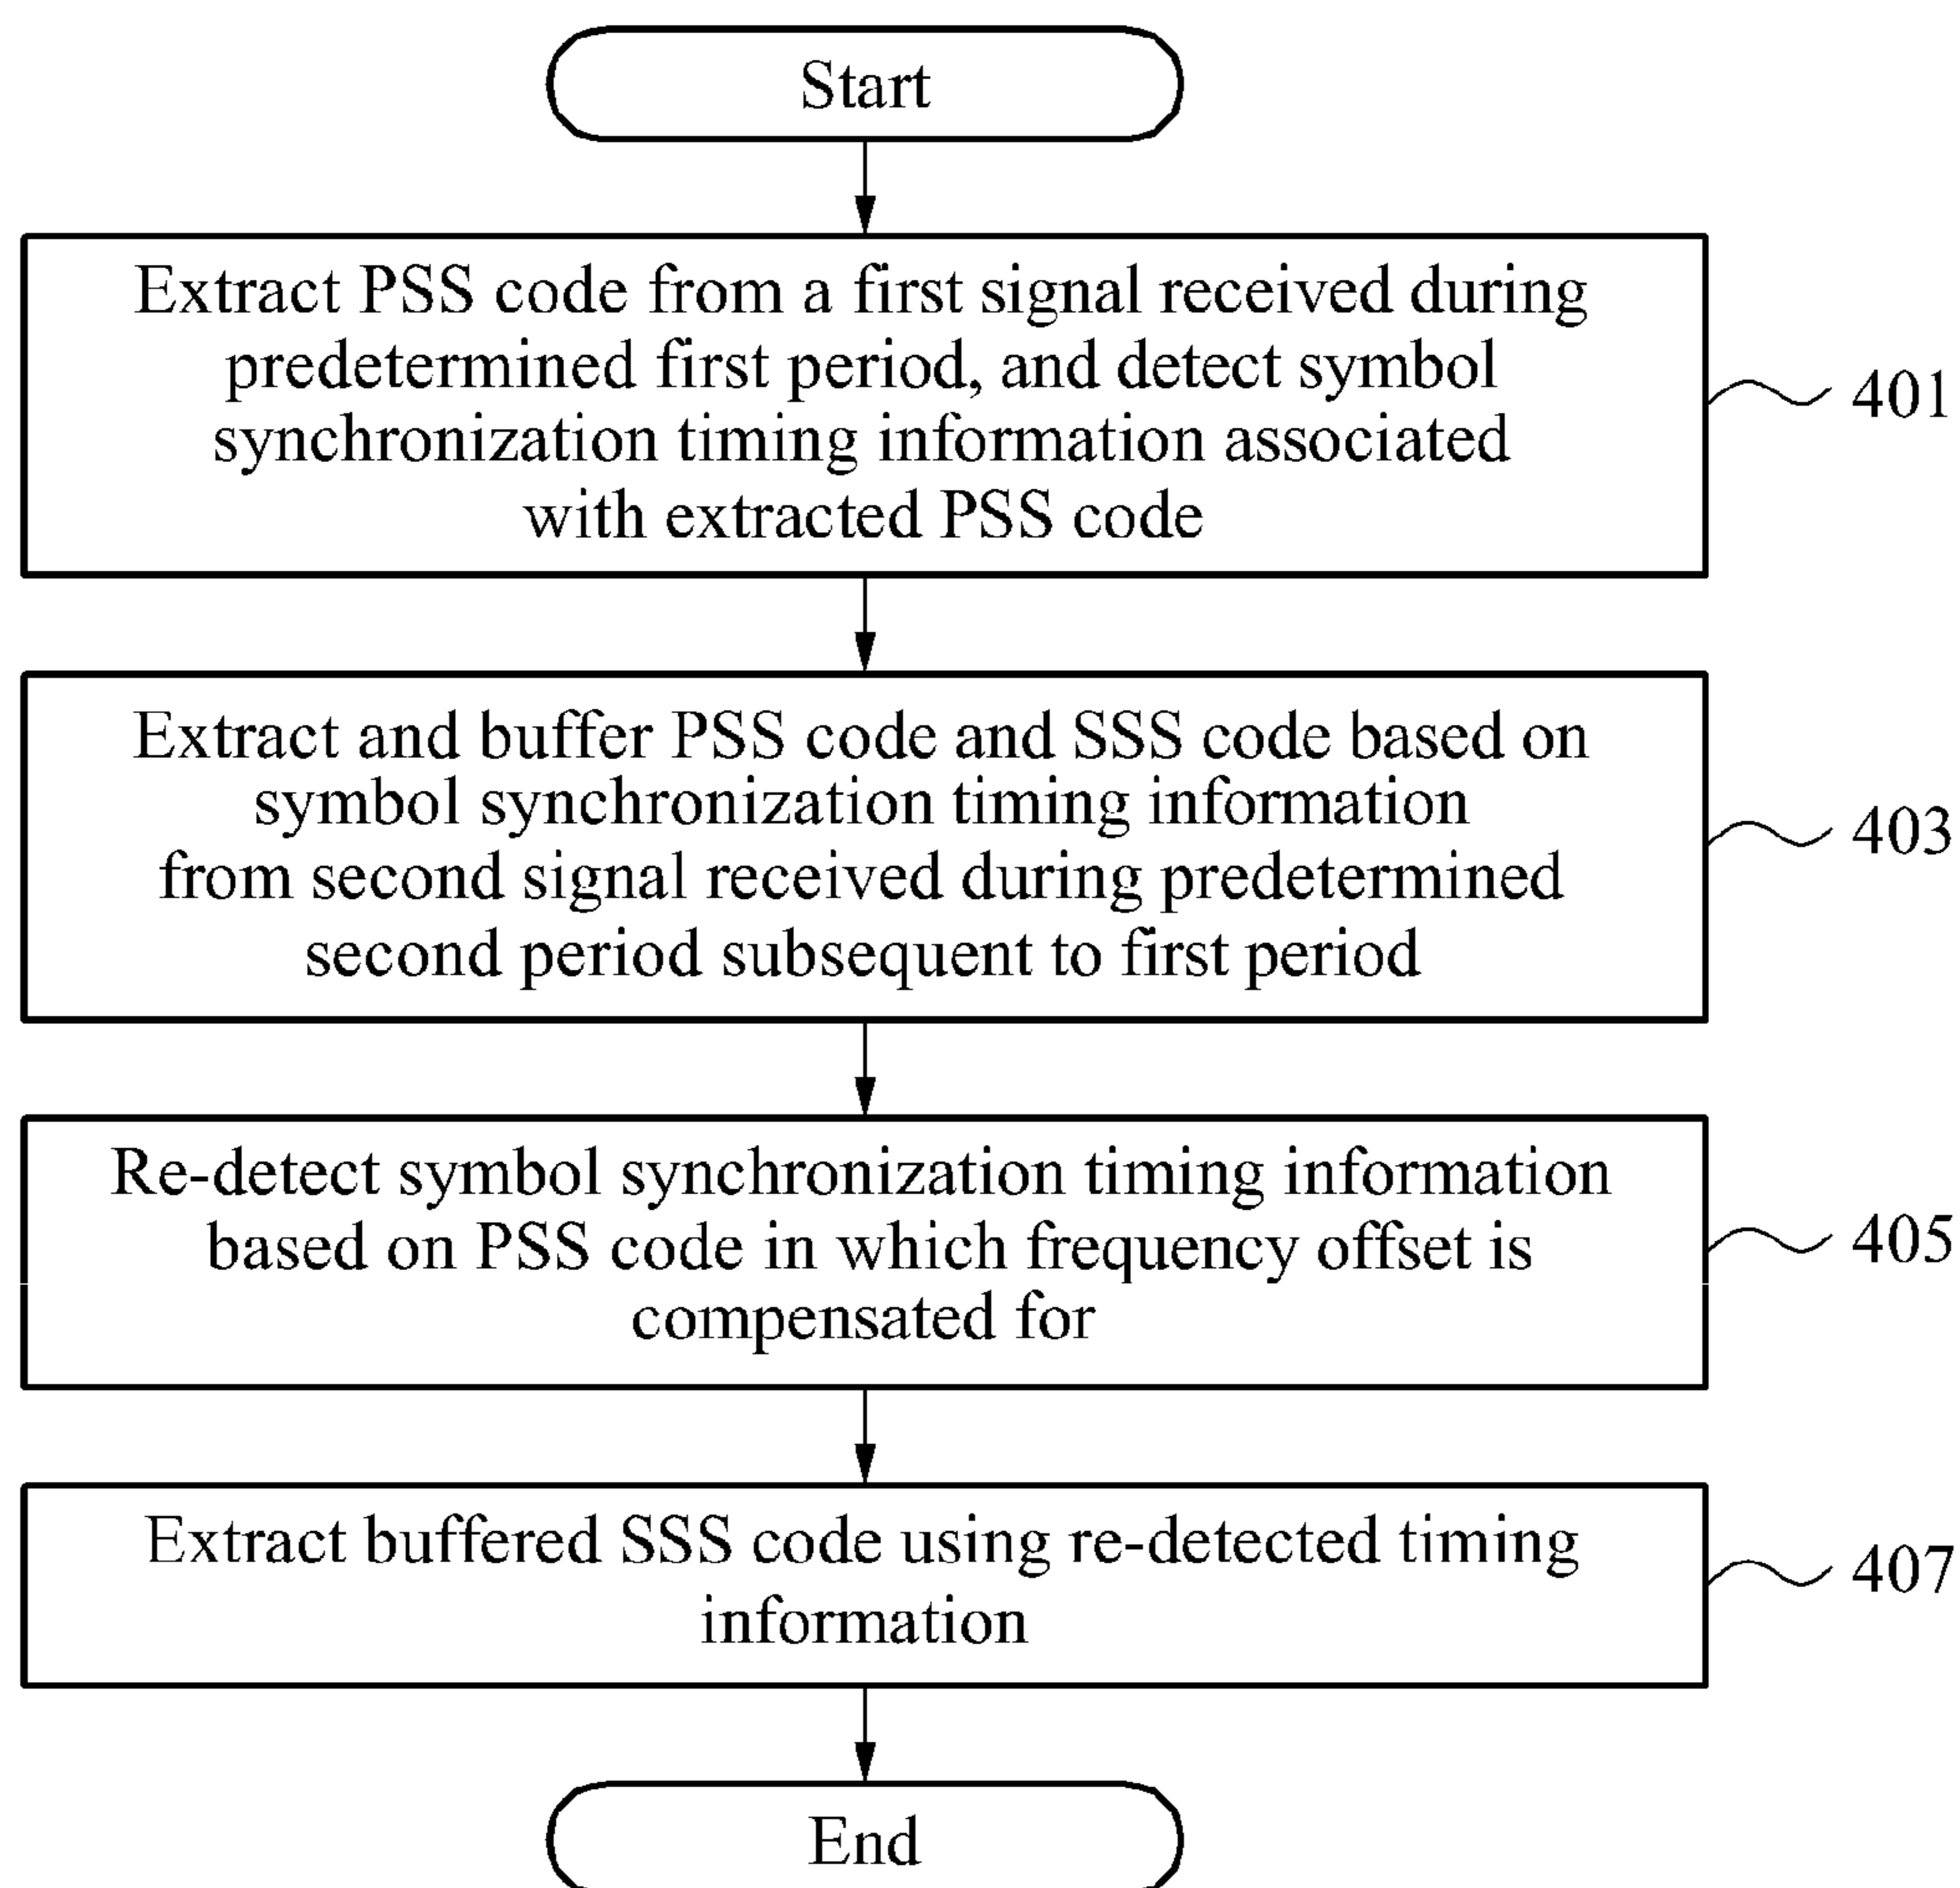 Start
Extract PSS code from a first signal received during
predetermined first period, and detect symbol
synchronization timing information associated
with extracted PSS code
401
Extract and buffer PSS code and SSS code based on
symbol synchronization timing information
from second signal received during predetermined
second period subsequent to first period
403
Re-detect symbol synchronization timing information
based on PSS code in which frequency offset is
compensated for
405
Extract buffered SSS code using re-detected timing
information
407
End